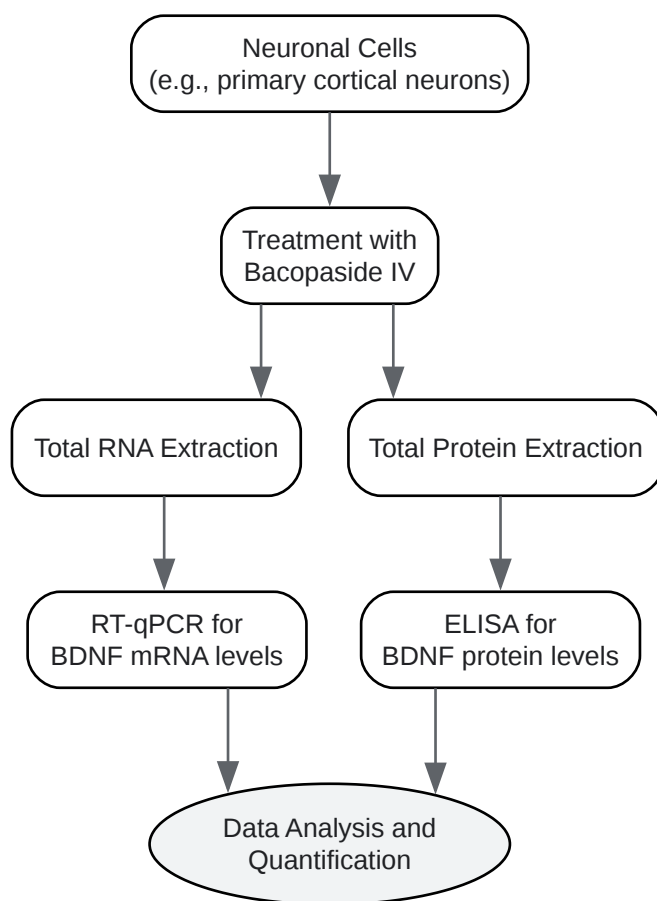 Neuronal Cells
(e.g., primary cortical neurons)
Treatment with
Bacopaside IV
Total RNA Extraction
Total Protein Extraction
RT-qPCR for
BDNF mRNA levels
ELISA for
BDNF protein levels
Data Analysis and
Quantification